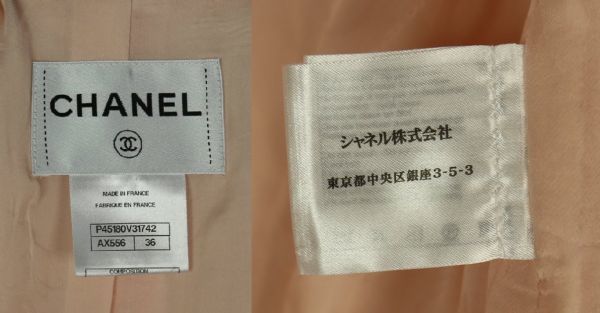 CHANEL
MADE IN FRANCE
FABRIQUE EN FRANCE
P45180V31742
AX556 36
COMPOSITION
シャネル株式会社
東京都中央区銀座3-5-3